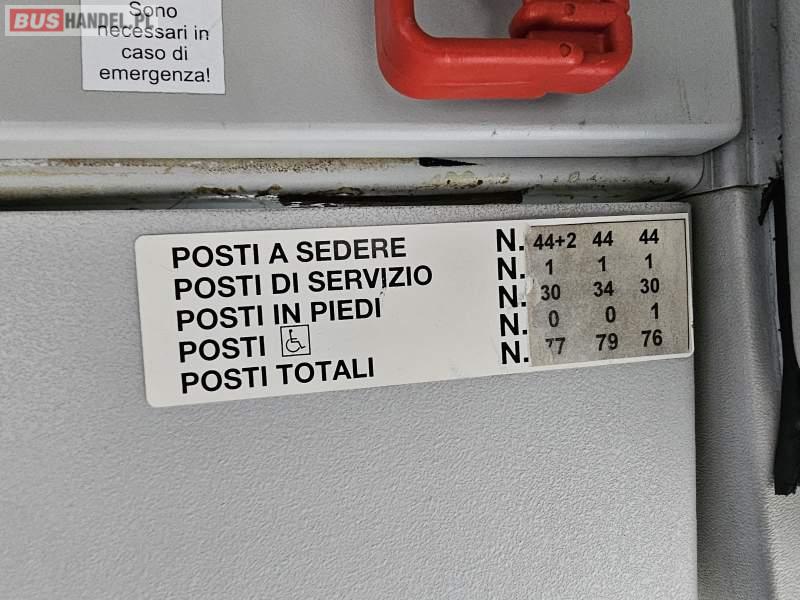 BUSHANDEL.PL
Sono
necessari in
caso di
emergenza!
POSTI A SEDERE N. 44+2 44 44
POSTI DI SERVIZIO N. 1 1 1
POSTI IN PIEDI N. 30 34 30
POSTI N. 0 0 1
POSTI TOTALI N. 77 79 76